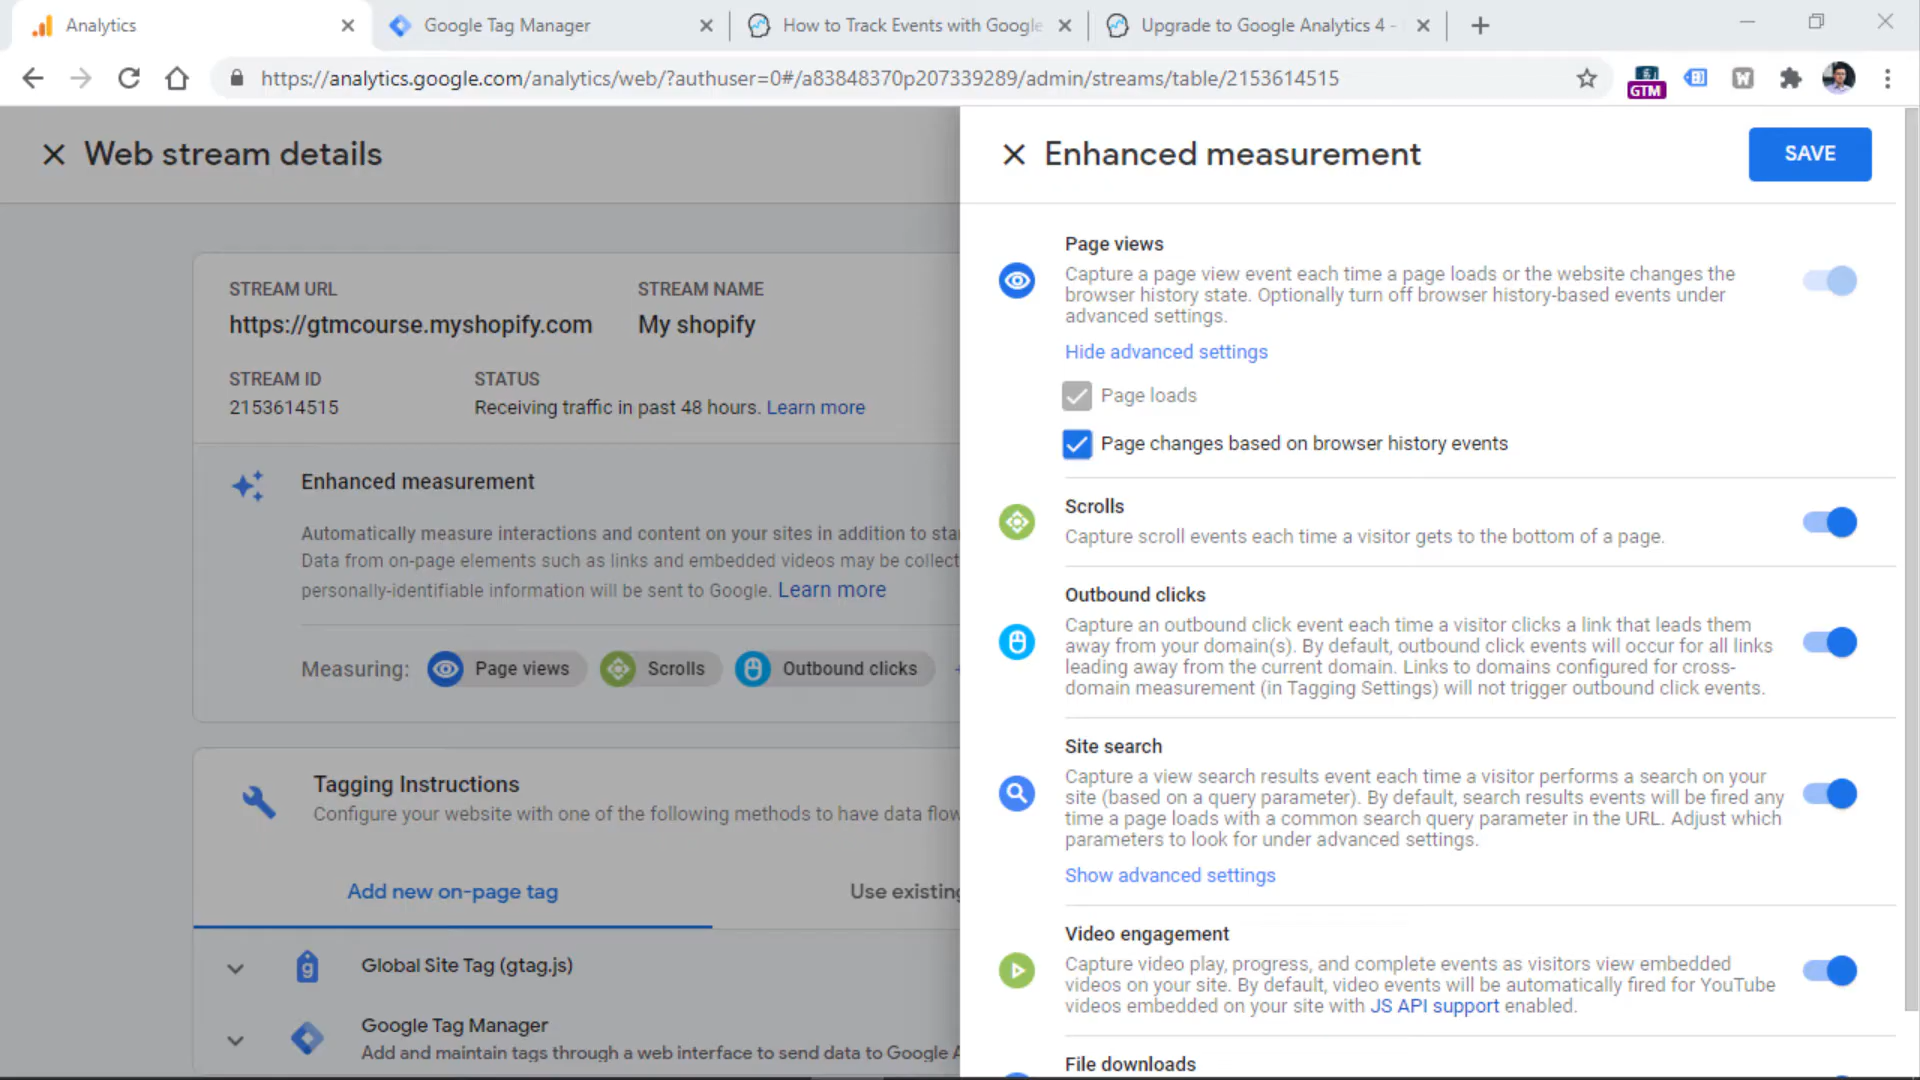 Analytics
Google Tag Manager
How to Track Events with Google
Upgrade to Google Analytics 4 -
https://analytics.google.com/analytics/web/?authuser=0#/a83848370p207339289/admin/streams/table/2153614515
GTM
W
Web stream details
STREAM URL
STREAM NAME
https://gtmcourse.myshopify.com
My shopify
STREAM ID
STATUS
2153614515
Receiving traffic in past 48 hours. Learn more
Enhanced measurement
Automatically measure interactions and content on your sites in addition to sta
Data from on-page elements such as links and embedded videos may be collect
personally-identifiable information will be sent to Google. Learn more
Measuring:
Page views
Scrolls
Outbound clicks
Tagging Instructions
Configure your website with one of the following methods to have data flow
Add new on-page tag
Use existing
g
Global Site Tag (gtag.js)
Google Tag Manager
Add and maintain tags through a web interface to send data to Google A
Enhanced measurement
SAVE
Page views
Capture a page view event each time a page loads or the website changes the
browser history state. Optionally turn off browser history-based events under
advanced settings.
Hide advanced settings
Page loads
Page changes based on browser history events
Scrolls
Capture scroll events each time a visitor gets to the bottom of a page.
Outbound clicks
Capture an outbound click event each time a visitor clicks a link that leads them
away from your domain(s). By default, outbound click events will occur for all links
leading away from the current domain. Links to domains configured for cross-
domain measurement (in Tagging Settings) will not trigger outbound click events.
Site search
Capture a view search results event each time a visitor performs a search on your
site (based on a query parameter). By default, search results events will be fired any
time a page loads with a common search query parameter in the URL. Adjust which
parameters to look for under advanced settings.
Show advanced settings
Video engagement
Capture video play, progress, and complete events as visitors view embedded
videos on your site. By default, video events will be automatically fired for YouTube
videos embedded on your site with JS API support enabled.
File downloads